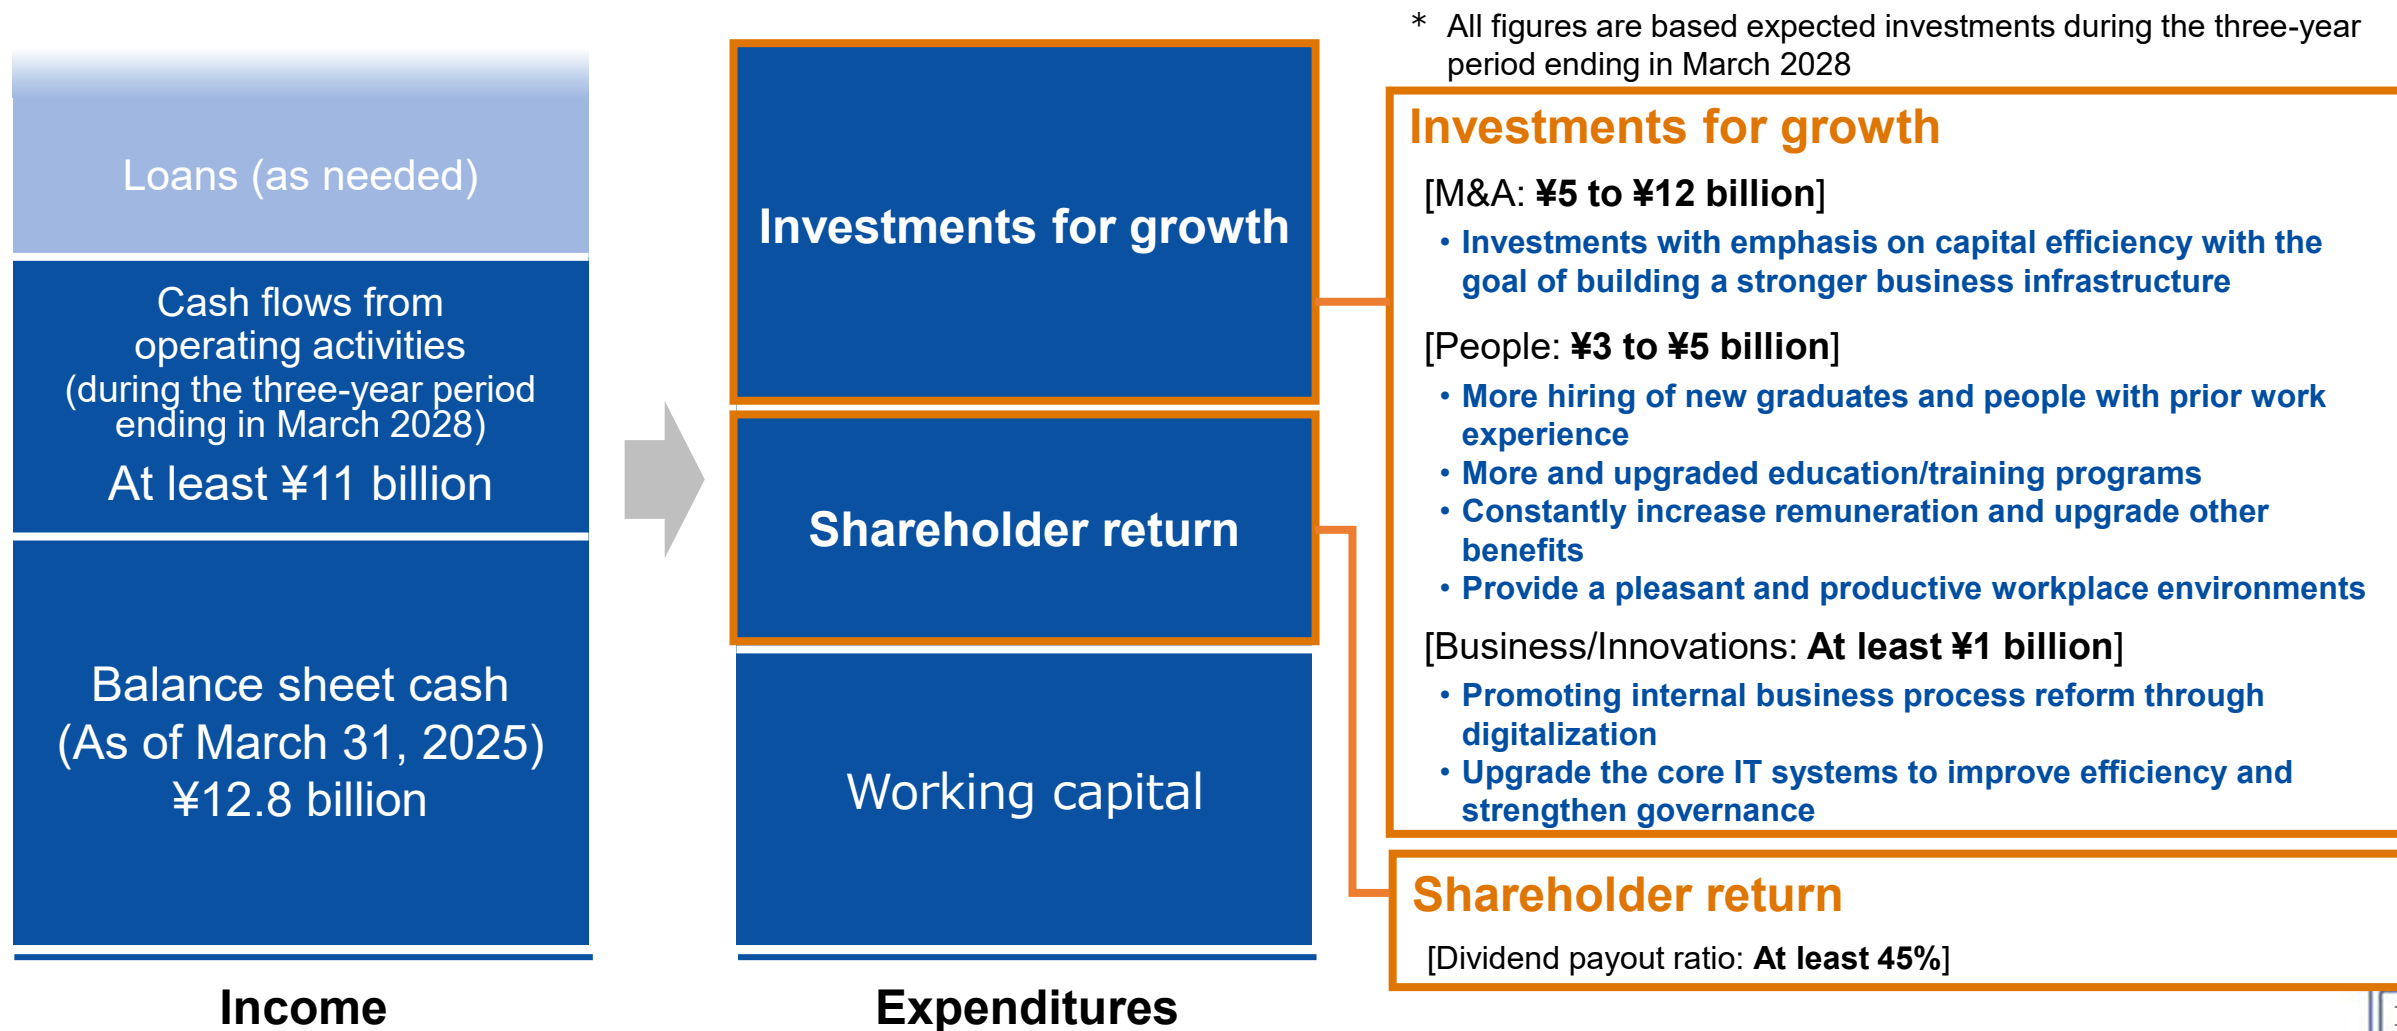 * All figures are based expected investments during the three-year
period ending in March 2028
Loans (as needed)
Cash flows from
operating activities
(during the three-year period
ending in March 2028)
At least ¥11 billion
Balance sheet cash
(As of March 31, 2025)
¥12.8 billion
Income
Investments for growth
Shareholder return
Working capital
Expenditures
Investments for growth
[M&A: ¥5 to ¥12 billion]
• Investments with emphasis on capital efficiency with the
goal of building a stronger business infrastructure
[People: ¥3 to ¥5 billion]
• More hiring of new graduates and people with prior work
experience
• More and upgraded education/training programs
• Constantly increase remuneration and upgrade other
benefits
• Provide a pleasant and productive workplace environments
[Business/Innovations: At least ¥1 billion]
• Promoting internal business process reform through
digitalization
• Upgrade the core IT systems to improve efficiency and
strengthen governance
Shareholder return
[Dividend payout ratio: At least 45%]